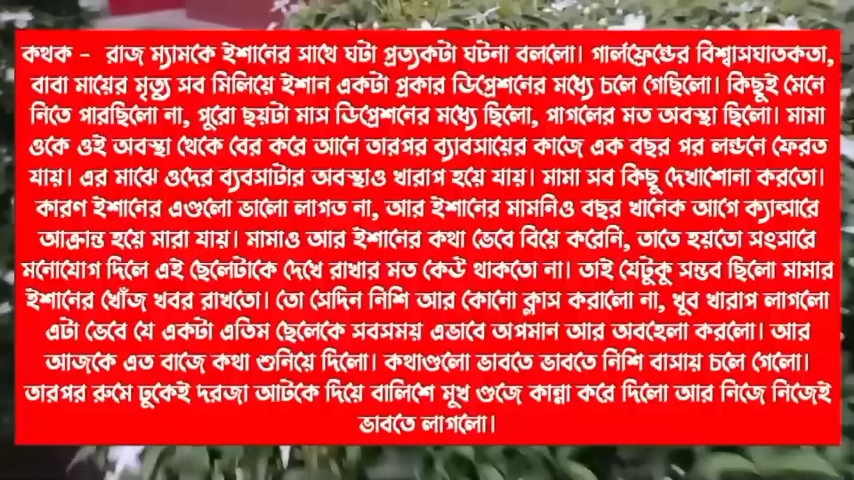 কথক – রাজ ম্যামকে ইশানের সাথে ঘটা প্রত্যকটা ঘটনা বললো। গার্লফ্রেন্ডের বিশ্বাসঘাতকতা,
বাবা মায়ের মৃত্যু সব মিলিয়ে ইশান একটা প্রকার ডিপ্রেশনের মধ্যে চলে গেছিলো। কিছুই মেনে
নিতে পারছিলো না, পুরো ছয়টা মাস ডিপ্রেশনের মধ্যে ছিলো, পাগলের মত অবস্থা ছিলো। মামা
ওকে ওই অবস্থা থেকে বের করে আনে তারপর ব্যাবসায়ের কাজে এক বছর পর লন্ডনে ফেরত
যায়। এর মাঝে ওদের ব্যবসাটার অবস্থাও খারাপ হয়ে যায়। মামা সব কিছু দেখাশোনা করতো।
কারণ ইশানের এগুলো ভালো লাগত না, আর ইশানের মামনিও বছর খানেক আগে ক্যান্সারে
আক্রান্ত হয়ে মারা যায়। মামাও আর ইশানের কথা ভেবে বিয়ে করেনি, তাতে হয়তো সংসারে
মনোযোগ দিলে এই ছেলেটাকে দেখে রাখার মত কেউ থাকতো না। তাই যেটুকু সম্ভব ছিলো মামার
ইশানের খোঁজ খবর রাখতো। তো সেদিন নিশি আর কোনো ক্লাস করালো না, খুব খারাপ লাগলো
এটা ভেবে যে একটা এতিম ছেলেকে সবসময় এভাবে অপমান আর অবহেলা করলো। আর
আজকে এত বাজে কথা শুনিয়ে দিলো। কথাগুলো ভাবতে ভাবতে নিশি বাসায় চলে গেলো।
তারপর রুমে ঢুকেই দরজা আটকে দিয়ে বালিশে মুখ গুজে কান্না করে দিলো আর নিজে নিজেই
ভাবতে লাগলো।